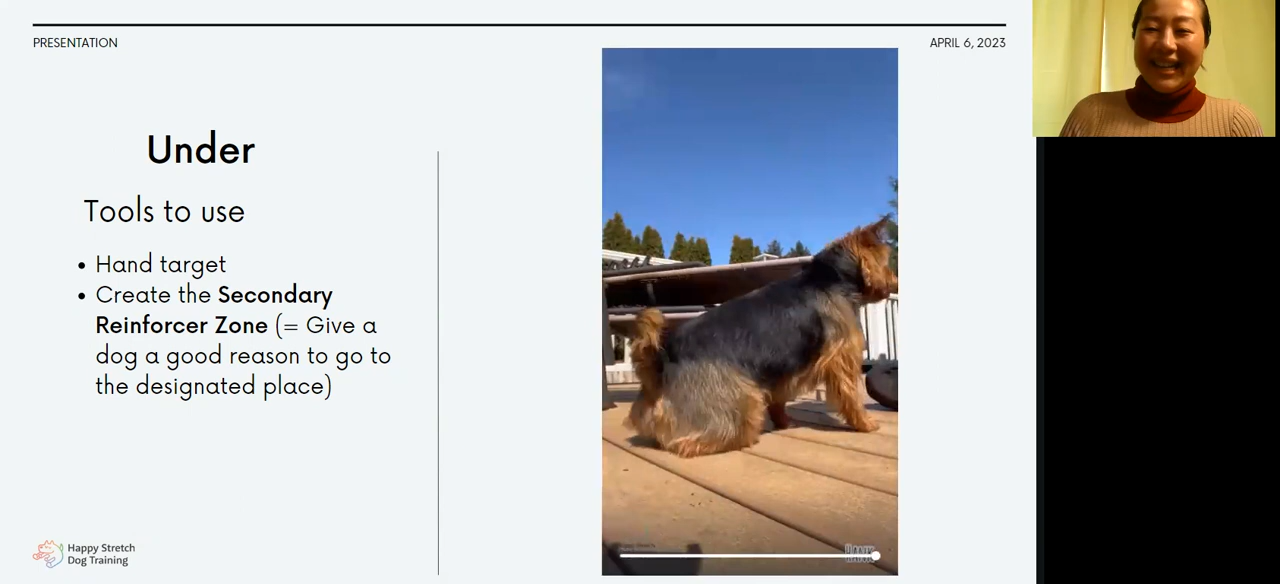 PRESENTATION
APRIL 6, 2023
Under
Tools to use
• Hand target
• Create the Secondary
Reinforcer Zone (= Give a
dog a good reason to go to
the designated place)
Happy Stretch
Dog Training